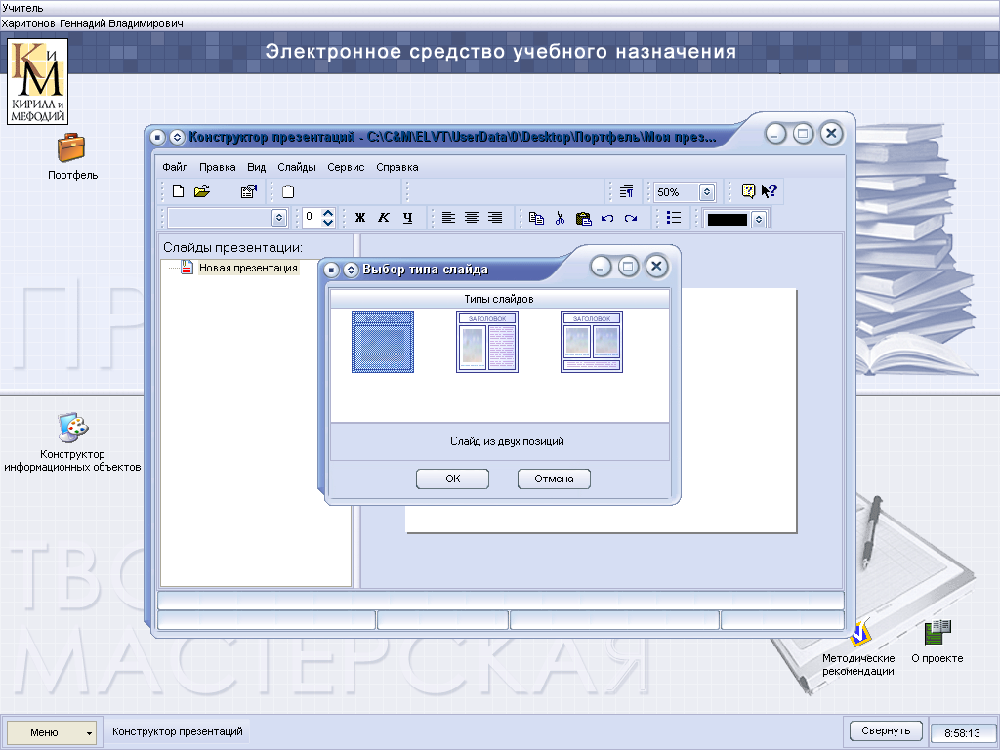 Учитель
Харитонов Геннадий Владимирович
Электронное средство учебного назначения
КиМ
КИРИЛЛ и
МЕФОДИЙ
Портфель
Конструктор
информационных объектов
Конструктор презентаций - C:\C&M\ELVT\UserData\0\Desktop\Портфель\Мои през...
Файл Правка Вид Слайды Сервис Справка
50%
0 Ж К Ч
Слайды презентации:
Новая презентация
Выбор типа слайда
Типы слайдов
ЗАГОЛОВОК ЗАГОЛОВОК
Слайд из двух позиций
ОК Отмена
ПР
ТВО
МАСТЕРСКАЯ
Методические
рекомендации
О проекте
Меню Конструктор презентаций Свернуть 8:58:13